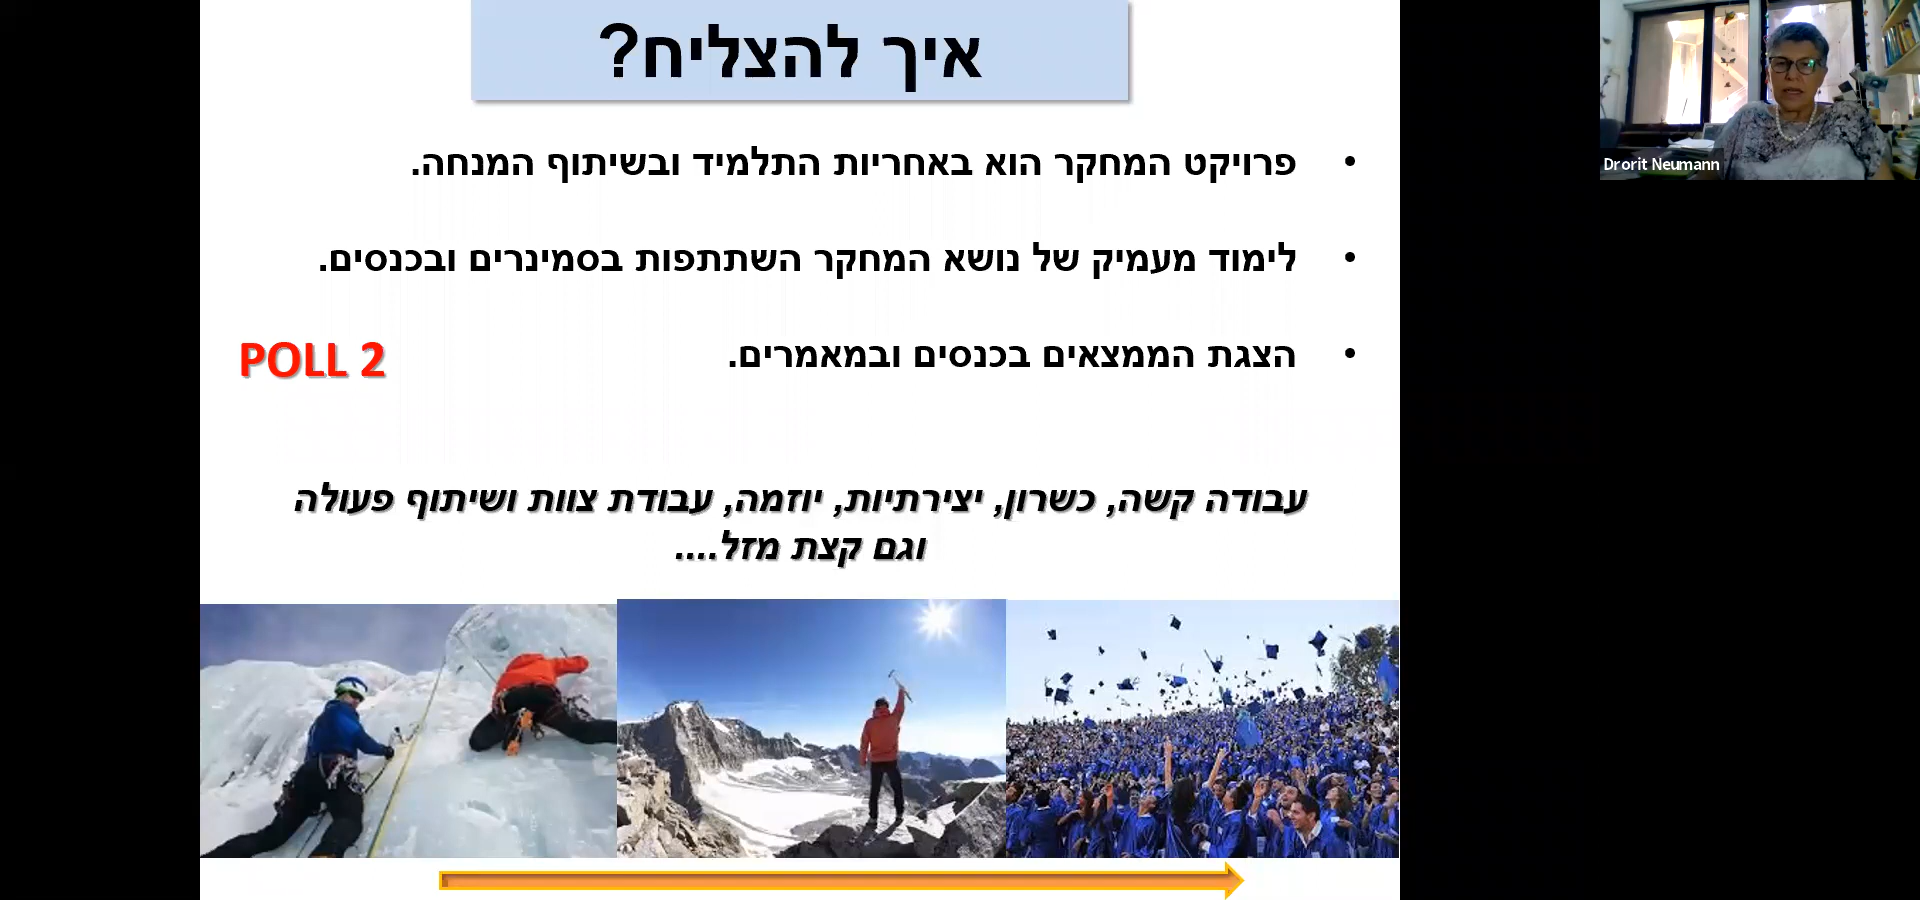 איך להצליח?
• פרויקט המחקר הוא באחריות התלמיד ובשיתוף המנחה.
• לימוד מעמיק של נושא המחקר השתתפות בסמינרים ובכנסים.
• הצגת הממצאים בכנסים ובמאמרים.
POLL 2
עבודה קשה, כשרון, יצירתיות, יוזמה, עבודת צוות ושיתוף פעולה
וגם קצת מזל....
Drorit Neumann